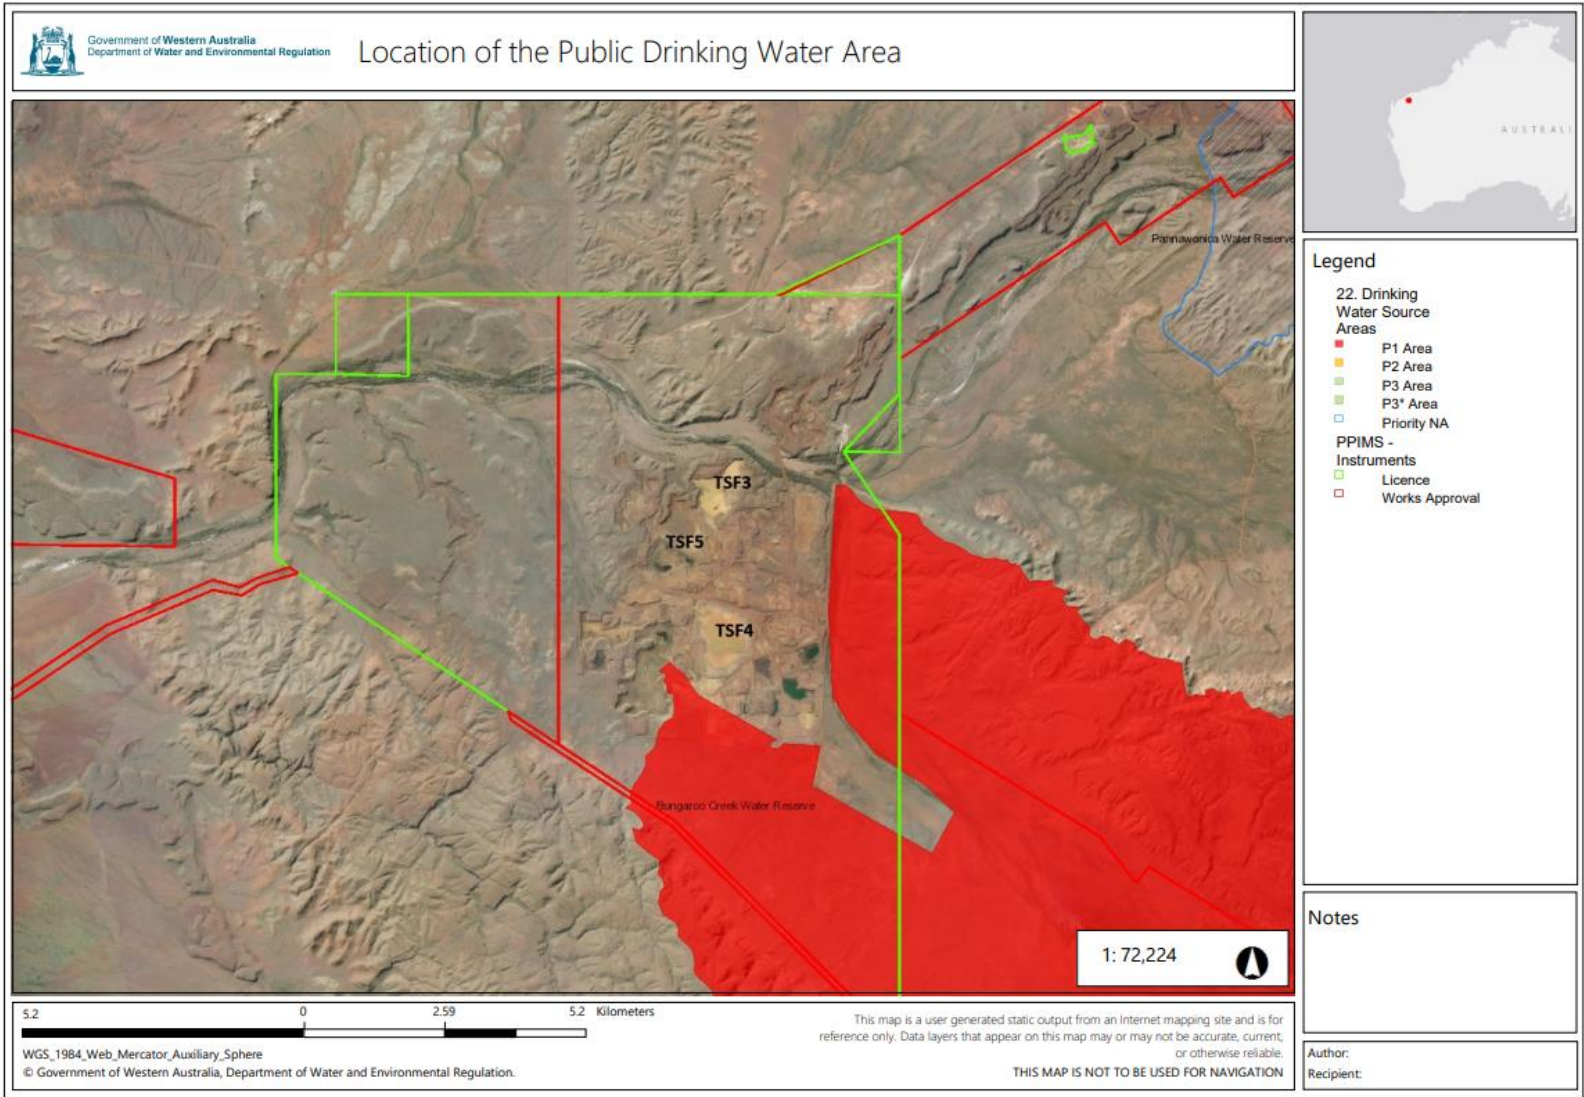 Government of Western Australia
Department of Water and Environmental Regulation
Location of the Public Drinking Water Area
AUSTRALI
Pannawonica Water Reserve
TSF3
TSF5
TSF4
Bungaroo Creek Water Reserve
1: 72,224
Legend
22. Drinking
Water Source
Areas
P1 Area
P2 Area
P3 Area
P3* Area
Priority NA
PPIMS -
Instruments
Licence
Works Approval
Notes
5.2
0
2.59
5.2 Kilometers
WGS_1984_Web_Mercator_Auxiliary_Sphere
© Government of Western Australia, Department of Water and Environmental Regulation.
This map is a user generated static output from an Internet mapping site and is for
reference only. Data layers that appear on this map may or may not be accurate, current,
or otherwise reliable.
THIS MAP IS NOT TO BE USED FOR NAVIGATION
Author:
Recipient: